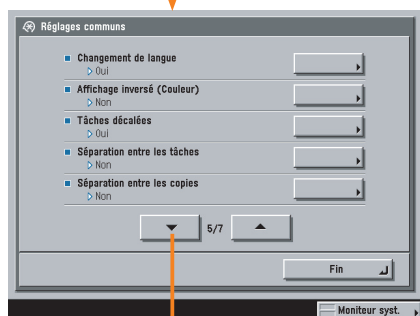 Réglages communs
Changement de langue
Oui
Affichage inversé (Couleur)
Non
Tâches décalées
Oui
Séparation entre les tâches
Non
Séparation entre les copies
Non
5/7
Fin
Moniteur syst.